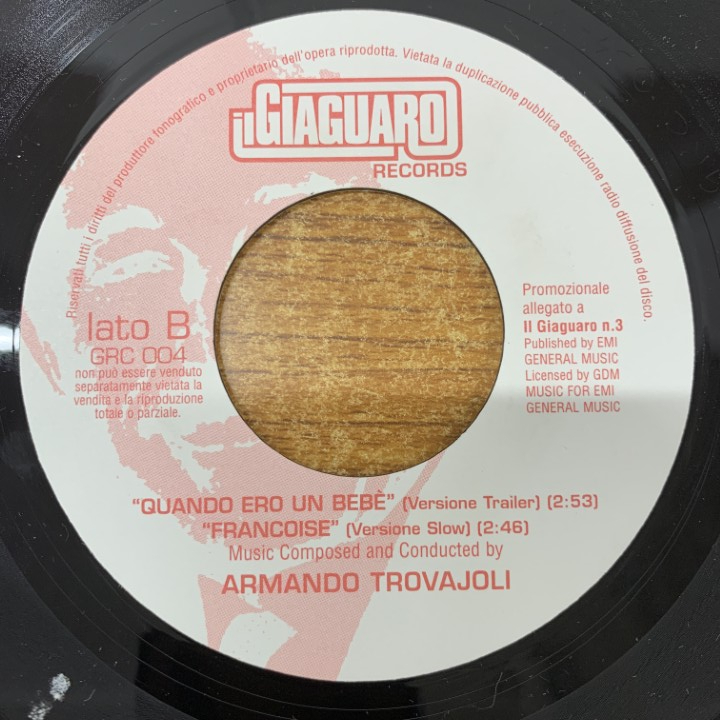 Riservati tutti i diritti del produttore fonografico e proprietario dell'opera riprodotta. Vietata la duplicazione pubblica esecuzione radio diffusione del disco.
il GIAGUARO
RECORDS
lato B
GRC 004
non può essere venduto
separatamente vietata la
vendita e la riproduzione
totale o parziale.
Promozionale
allegato a
Il Giaguaro n.3
Published by EMI
GENERAL MUSIC
Licensed by GDM
MUSIC FOR EMI
GENERAL MUSIC
"QUANDO ERO UN BEBÈ" (Versione Trailer) (2:53)
"FRANCOISE" (Versione Slow) (2:46)
Music Composed and Conducted by
ARMANDO TROVAJOLI